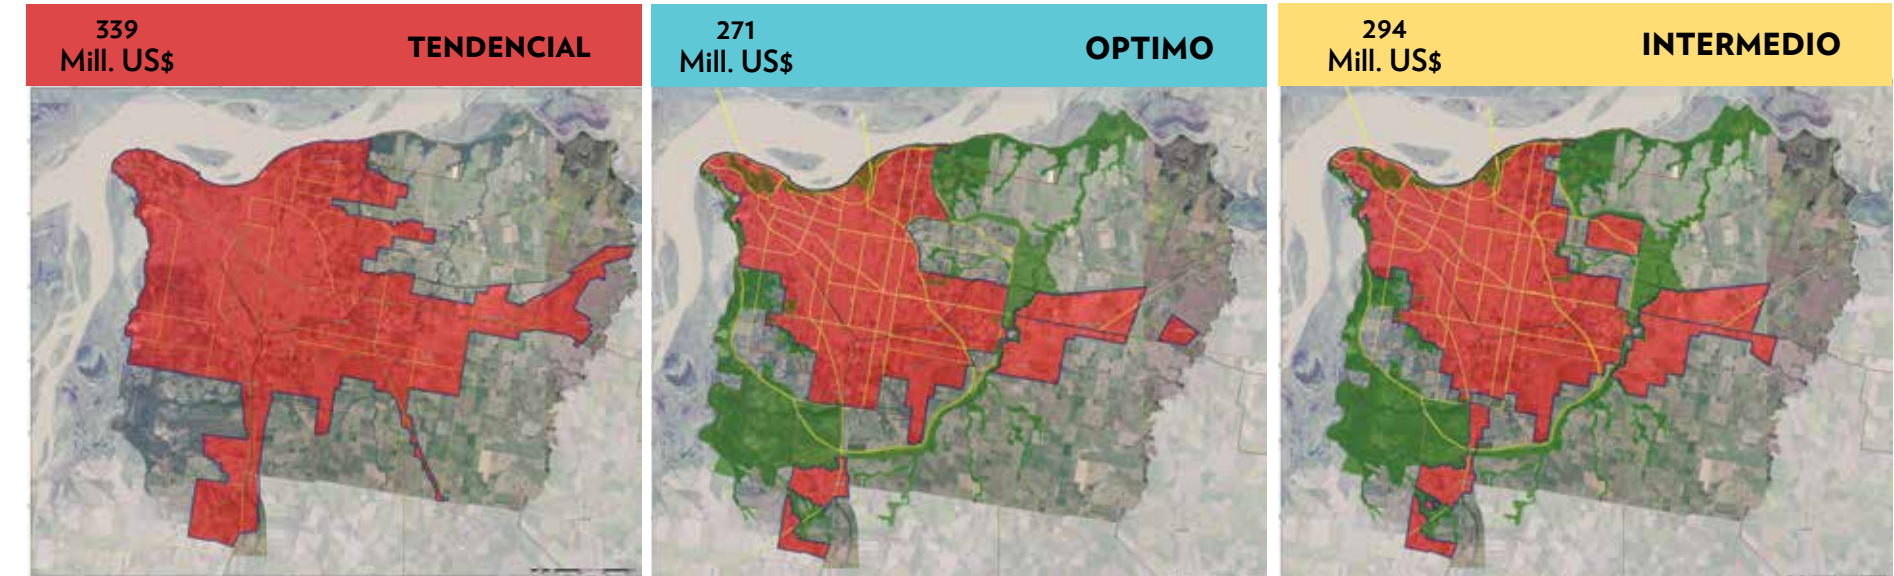 339
Mill. US$
TENDENCIAL
271
Mill. US$
OPTIMO
294
Mill. US$
INTERMEDIO